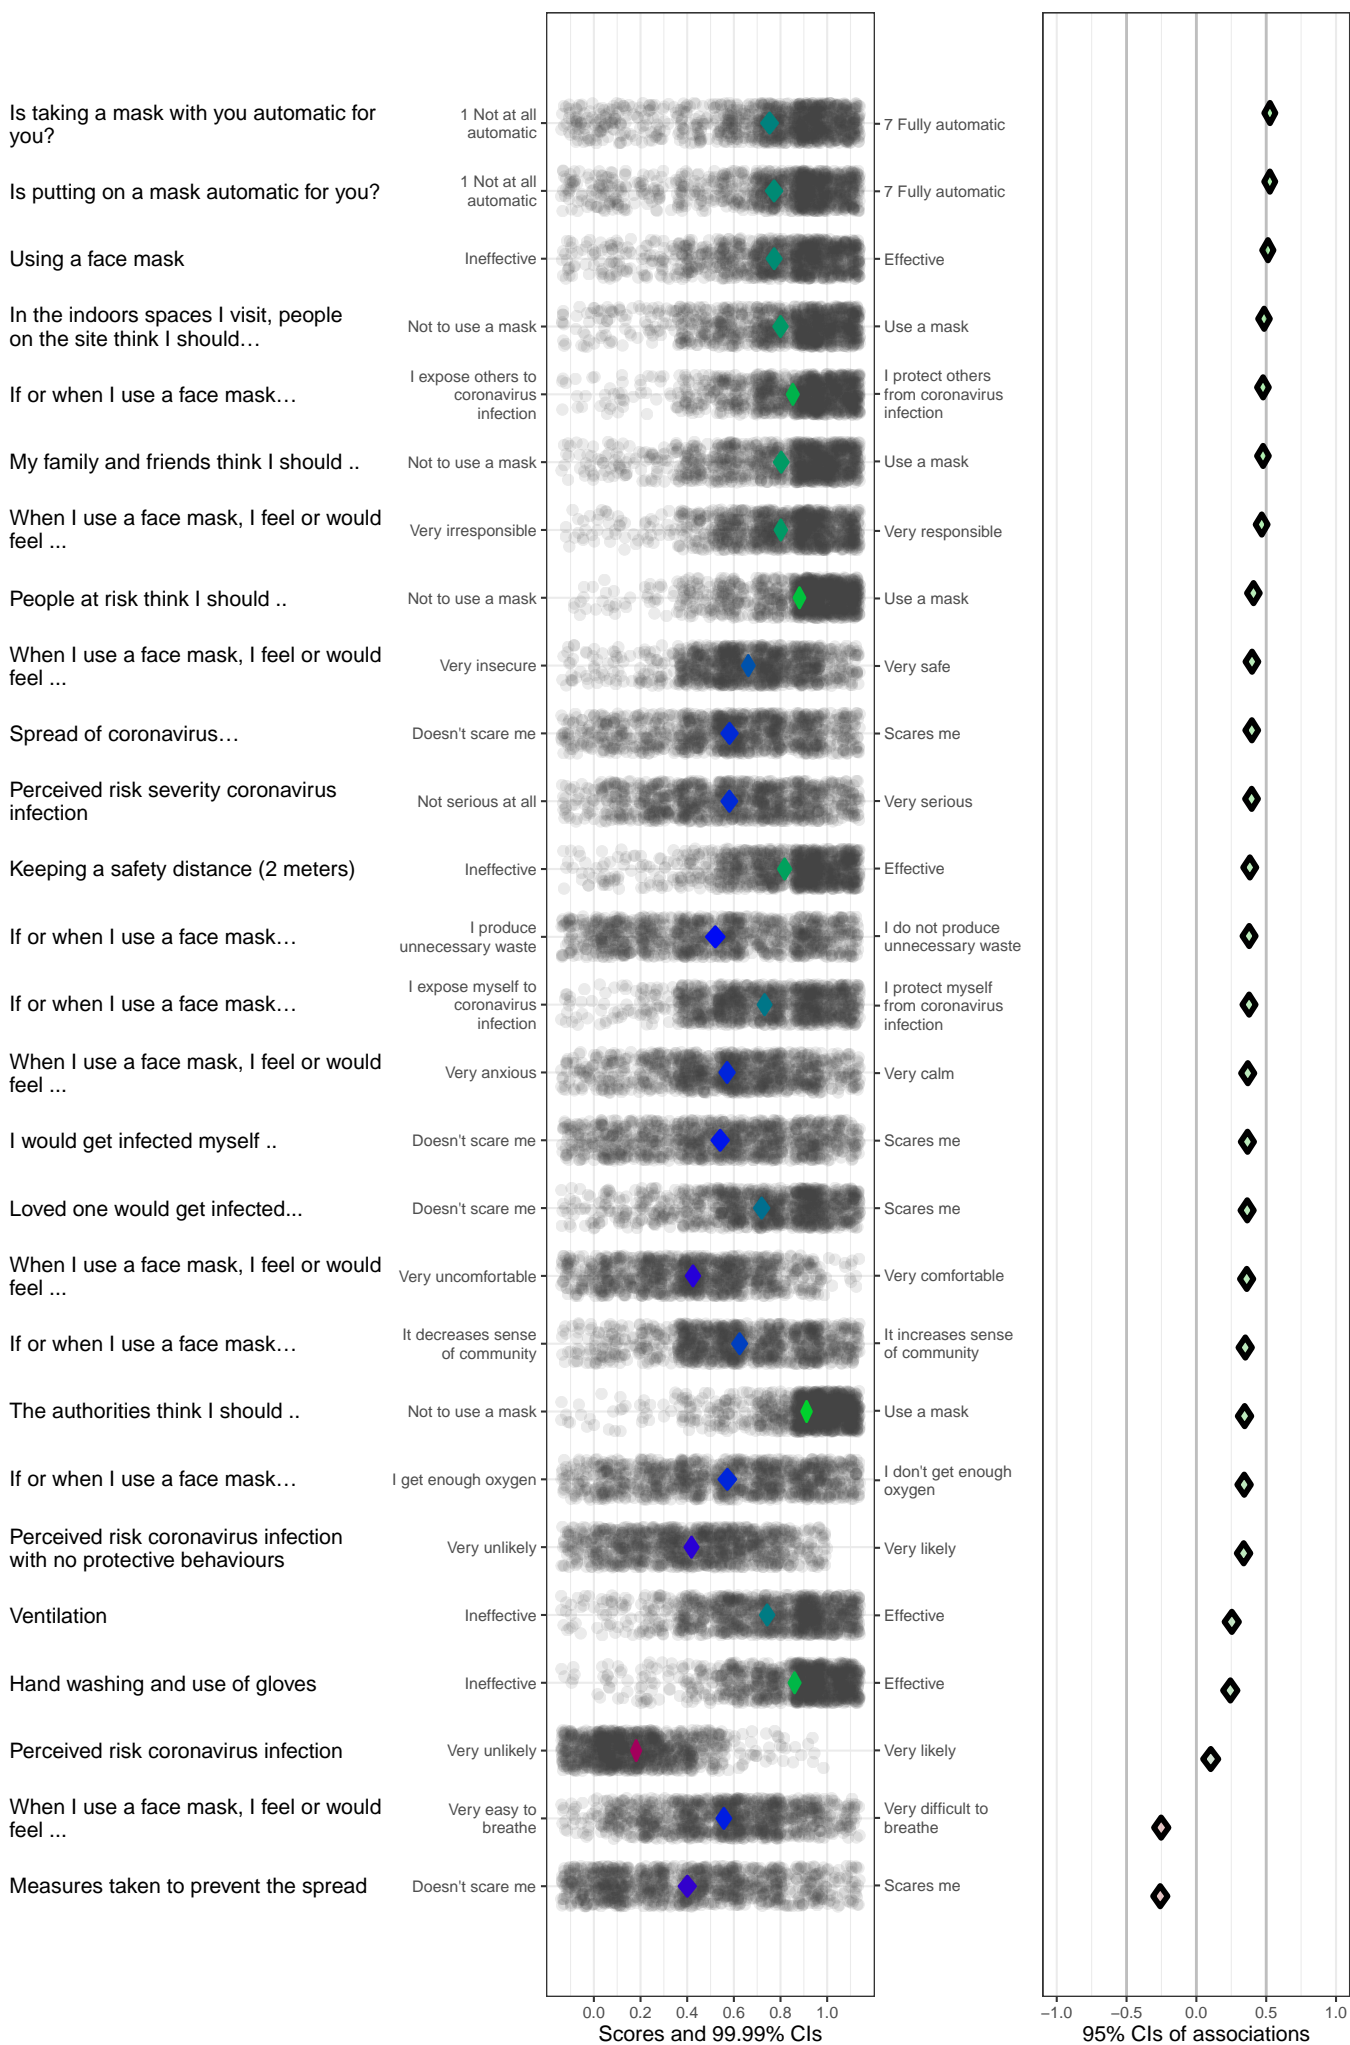 Is taking a mask with you automatic for
you?
1 Not at all
automatic
7 Fully automatic
Is putting on a mask automatic for you?
1 Not at all
automatic
7 Fully automatic
Using a face mask
Ineffective
Effective
In the indoors spaces I visit, people
on the site think I should…
Not to use a mask
Use a mask
If or when I use a face mask…
I expose others to
coronavirus
infection
I protect others
from coronavirus
infection
My family and friends think I should ..
Not to use a mask
Use a mask
When I use a face mask, I feel or would
feel ...
Very irresponsible
Very responsible
People at risk think I should ..
Not to use a mask
Use a mask
When I use a face mask, I feel or would
feel ...
Very insecure
Very safe
Spread of coronavirus…
Doesn't scare me
Scares me
Perceived risk severity coronavirus
infection
Not serious at all
Very serious
Keeping a safety distance (2 meters)
Ineffective
Effective
If or when I use a face mask…
I produce
unnecessary waste
I do not produce
unnecessary waste
If or when I use a face mask…
I expose myself to
coronavirus
infection
I protect myself
from coronavirus
infection
When I use a face mask, I feel or would
feel ...
Very anxious
Very calm
I would get infected myself ..
Doesn't scare me
Scares me
Loved one would get infected...
Doesn't scare me
Scares me
When I use a face mask, I feel or would
feel ...
Very uncomfortable
Very comfortable
If or when I use a face mask…
It decreases sense
of community
It increases sense
of community
The authorities think I should ..
Not to use a mask
Use a mask
If or when I use a face mask…
I get enough oxygen
I don't get enough
oxygen
Perceived risk coronavirus infection
with no protective behaviours
Very unlikely
Very likely
Ventilation
Ineffective
Effective
Hand washing and use of gloves
Ineffective
Effective
Perceived risk coronavirus infection
Very unlikely
Very likely
When I use a face mask, I feel or would
feel ...
Very easy to
breathe
Very difficult to
breathe
Measures taken to prevent the spread
Doesn't scare me
Scares me
0.0 0.2 0.4 0.6 0.8 1.0
Scores and 99.99% CIs
−1.0 −0.5 0.0 0.5 1.0
95% CIs of associations